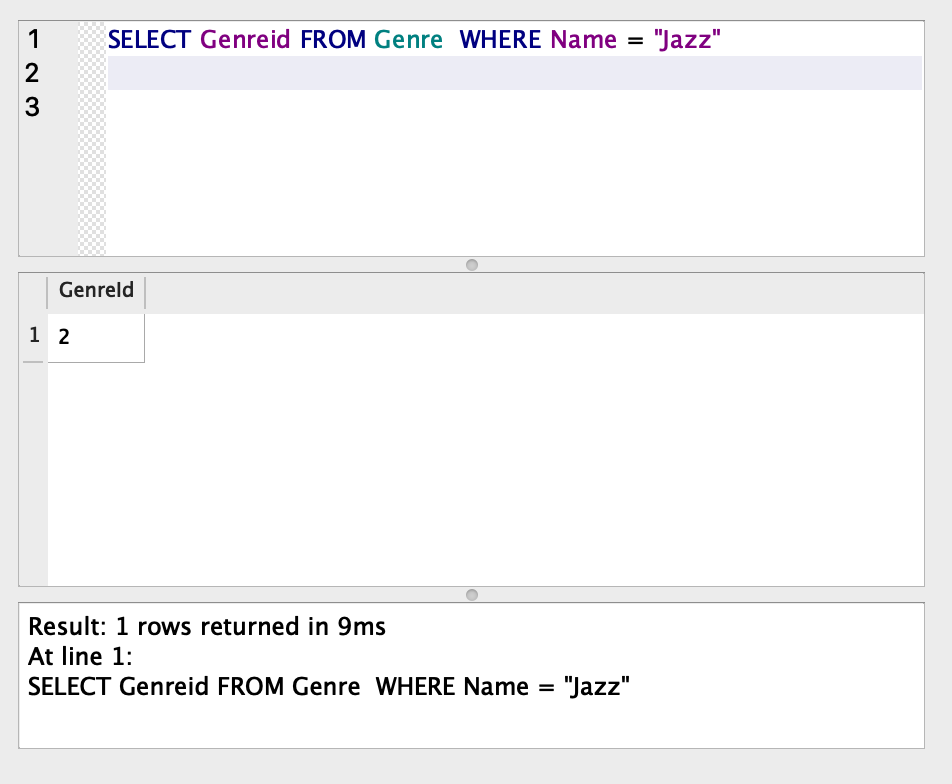 1 SELECT Genreid FROM Genre  WHERE Name = "Jazz"
2
3
GenreId
1 2
Result: 1 rows returned in 9ms
At line 1:
SELECT Genreid FROM Genre  WHERE Name = "Jazz"